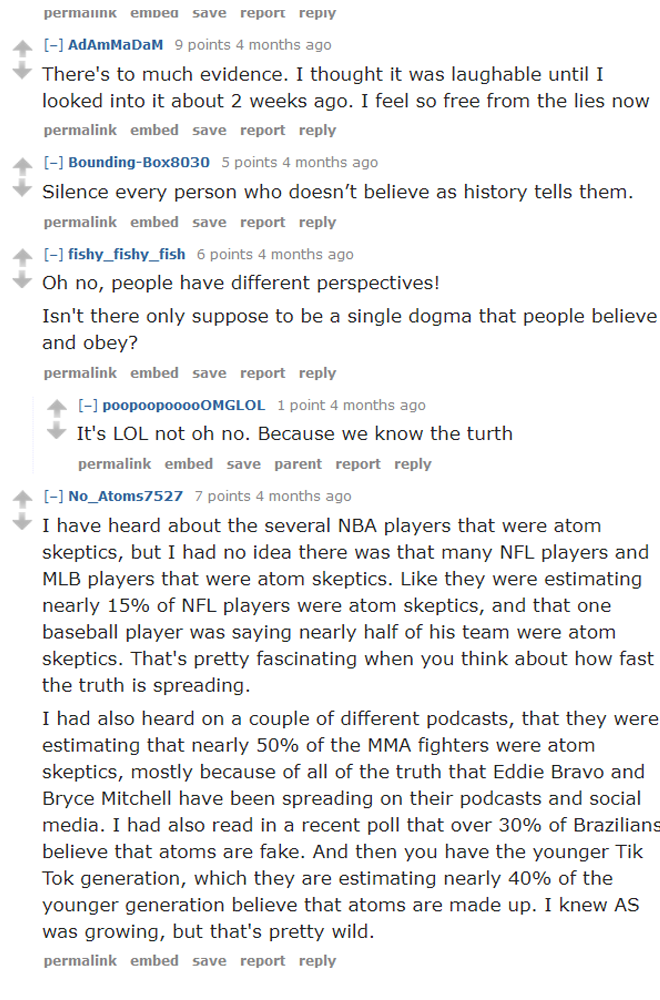 permalink embed save report reply
[–] AdAmMaDaM 9 points 4 months ago
There's to much evidence. I thought it was laughable until I
looked into it about 2 weeks ago. I feel so free from the lies now
permalink embed save report reply
[–] Bounding-Box8030 5 points 4 months ago
Silence every person who doesn’t believe as history tells them.
permalink embed save report reply
[–] fishy_fishy_fish 6 points 4 months ago
Oh no, people have different perspectives!
Isn't there only suppose to be a single dogma that people believe
and obey?
permalink embed save report reply
[–] poopoopooooOMGLOL 1 point 4 months ago
It's LOL not oh no. Because we know the turth
permalink embed save parent report reply
[–] No_Atoms7527 7 points 4 months ago
I have heard about the several NBA players that were atom
skeptics, but I had no idea there was that many NFL players and
MLB players that were atom skeptics. Like they were estimating
nearly 15% of NFL players were atom skeptics, and that one
baseball player was saying nearly half of his team were atom
skeptics. That's pretty fascinating when you think about how fast
the truth is spreading.
I had also heard on a couple of different podcasts, that they were
estimating that nearly 50% of the MMA fighters were atom
skeptics, mostly because of all of the truth that Eddie Bravo and
Bryce Mitchell have been spreading on their podcasts and social
media. I had also read in a recent poll that over 30% of Brazilians
believe that atoms are fake. And then you have the younger Tik
Tok generation, which they are estimating nearly 40% of the
younger generation believe that atoms are made up. I knew AS
was growing, but that's pretty wild.
permalink embed save report reply